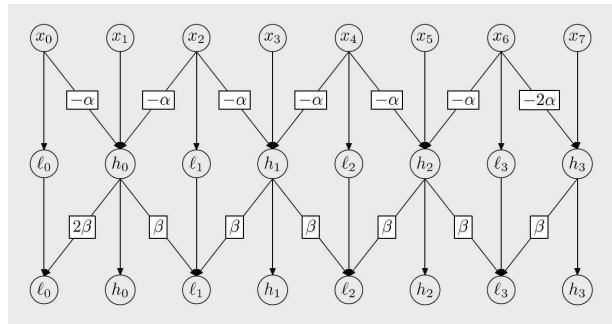 x₀ x₁ x₂ x₃ x₄ x₅ x₆ x₇
−α −α −α −α −α −α −2α
ℓ₀ h₀ ℓ₁ h₁ ℓ₂ h₂ ℓ₃ h₃
2β β β β β β β
ℓ₀ h₀ ℓ₁ h₁ ℓ₂ h₂ ℓ₃ h₃